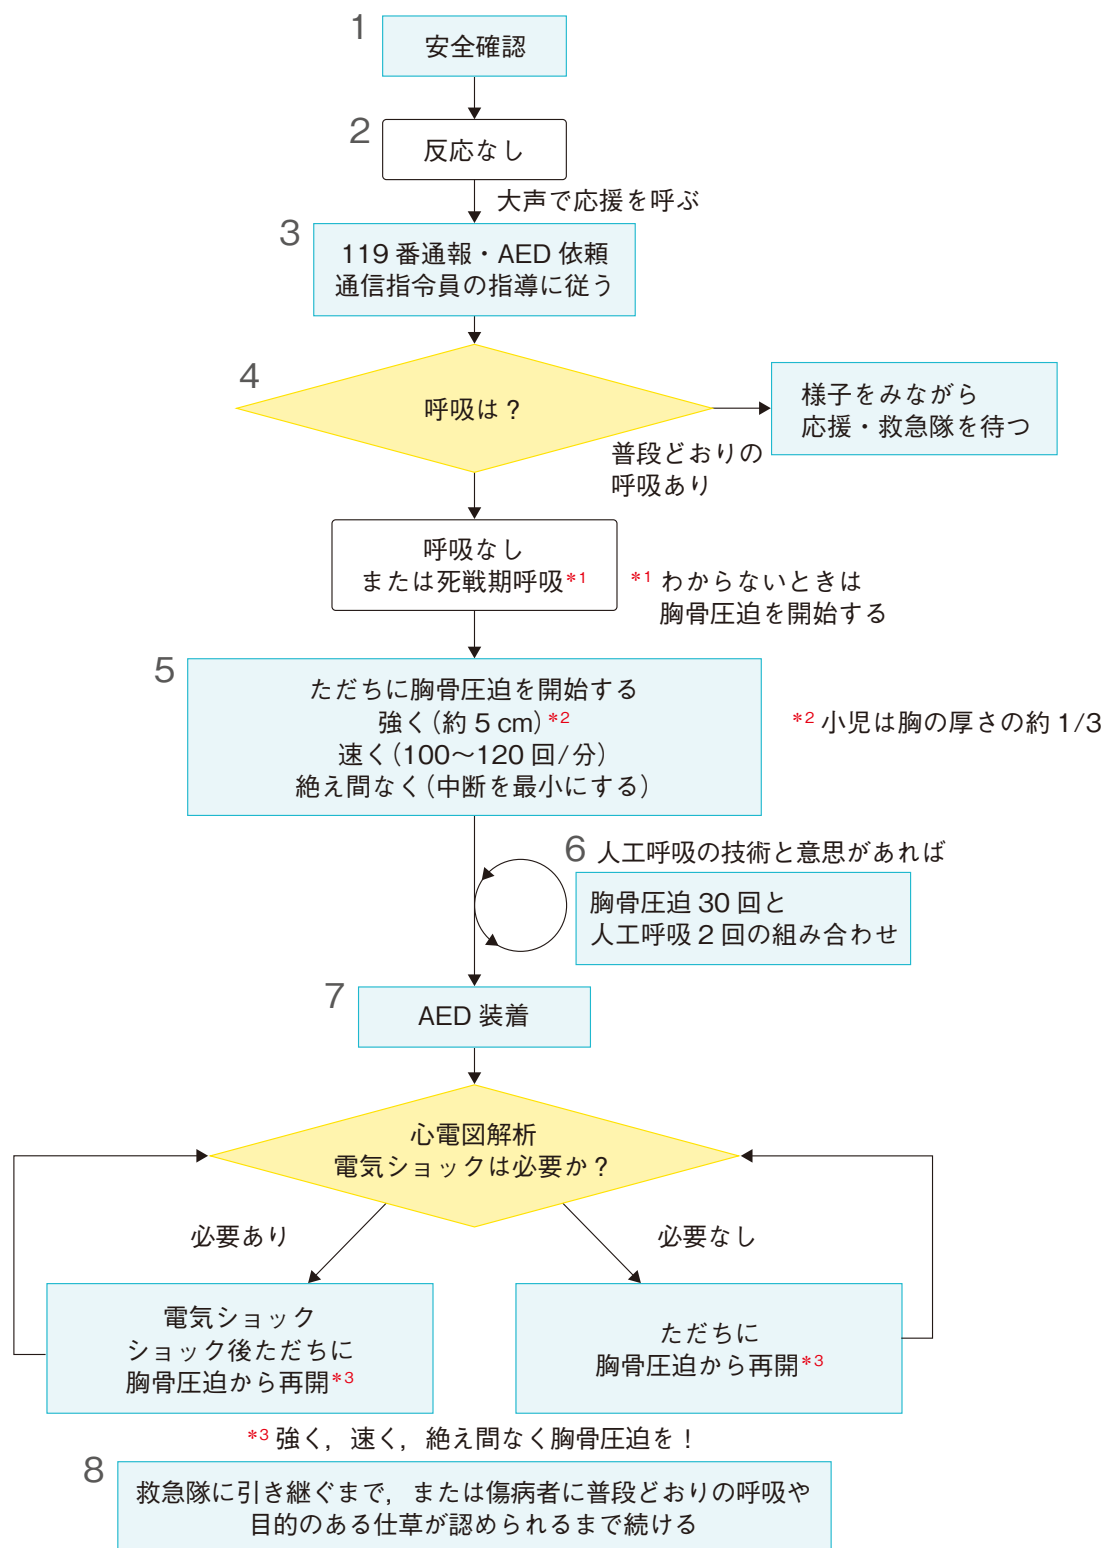 1
安全確認
2
反応なし
大声で応援を呼ぶ
3
119番通報・AED 依頼
通信指令員の指導に従う
4
呼吸は？
様子をみながら
応援・救急隊を待つ
普段どおりの
呼吸あり
呼吸なし
または死戦期呼吸*1
*1 わからないときは
胸骨圧迫を開始する
5
ただちに胸骨圧迫を開始する
強く（約 5 cm）*2
速く（100〜120 回/分）
絶え間なく（中断を最小にする）
*2 小児は胸の厚さの約 1/3
6 人工呼吸の技術と意思があれば
胸骨圧迫 30 回と
人工呼吸 2 回の組み合わせ
7
AED 装着
心電図解析
電気ショックは必要か？
必要あり
必要なし
電気ショック
ショック後ただちに
胸骨圧迫から再開*3
ただちに
胸骨圧迫から再開*3
*3 強く，速く，絶え間なく胸骨圧迫を！
8
救急隊に引き継ぐまで，または傷病者に普段どおりの呼吸や
目的のある仕草が認められるまで続ける